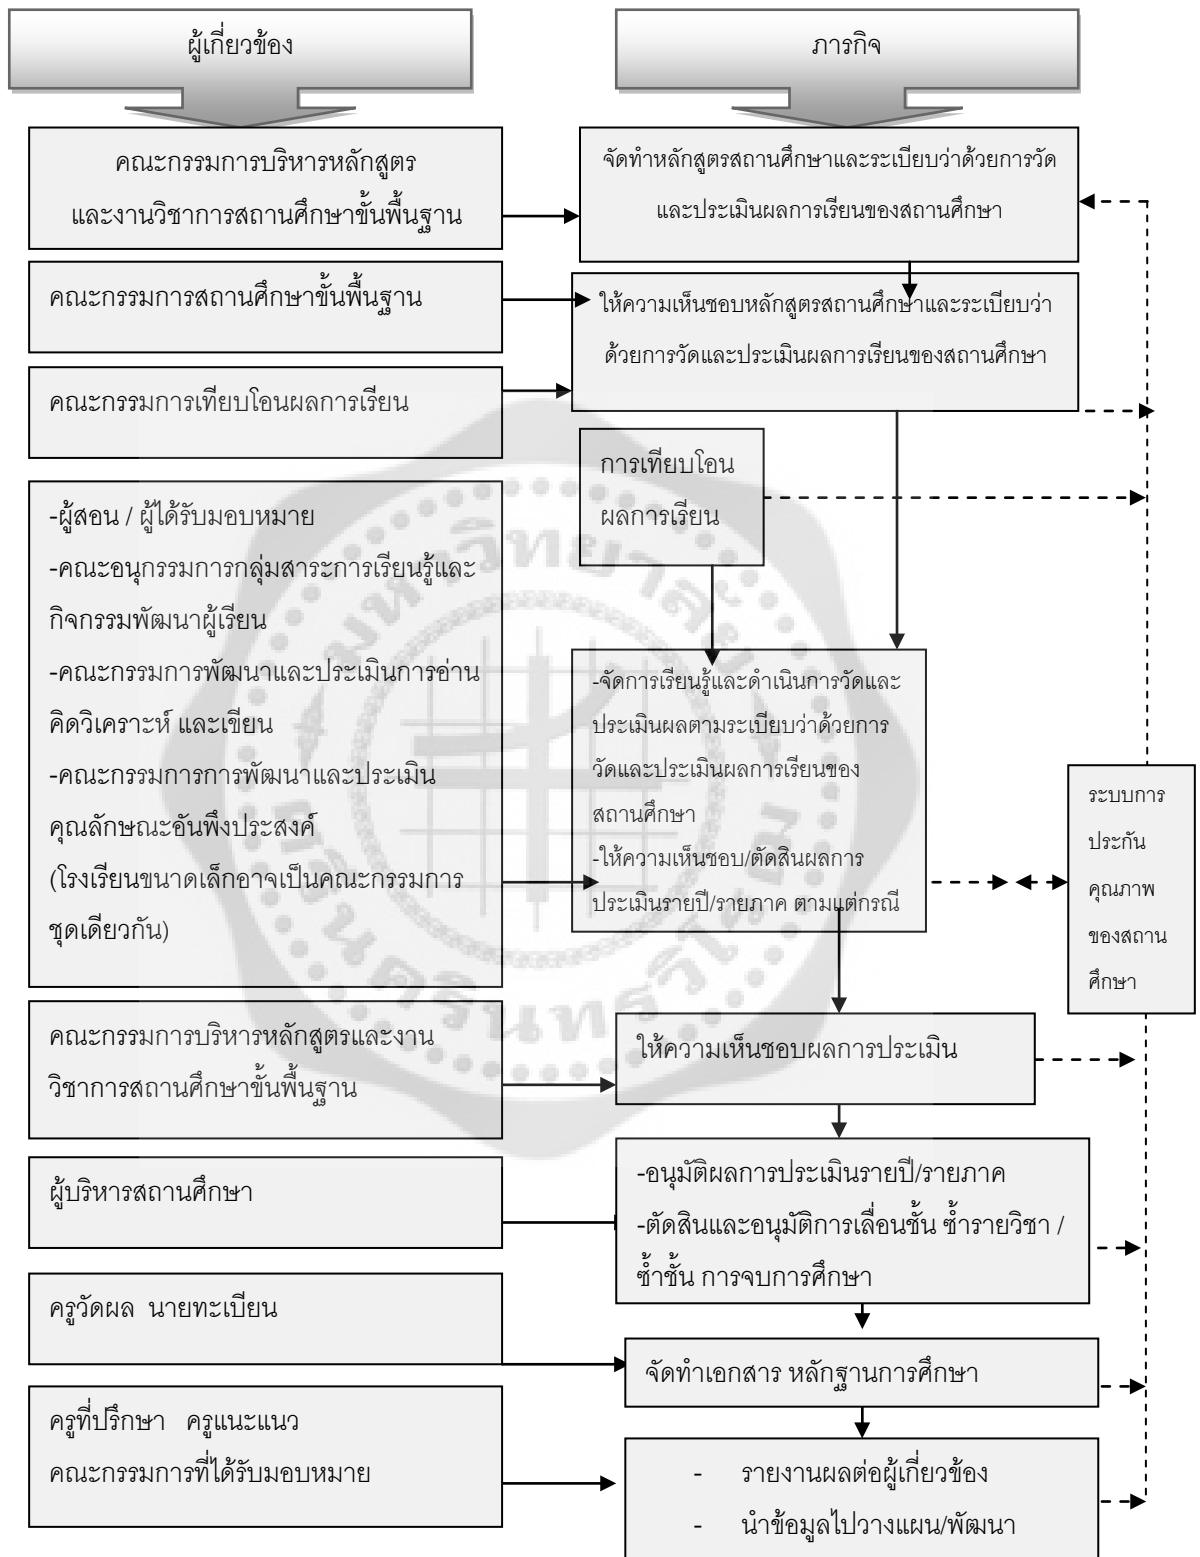 ผู้เกี่ยวข้อง
ภารกิจ
คณะกรรมการบริหารหลักสูตร
และงานวิชาการสถานศึกษาขั้นพื้นฐาน
จัดทำหลักสูตรสถานศึกษาและระเบียบว่าด้วยการวัด
และประเมินผลการเรียนของสถานศึกษา
คณะกรรมการสถานศึกษาขั้นพื้นฐาน
ให้ความเห็นชอบหลักสูตรสถานศึกษาและระเบียบว่า
ด้วยการวัดและประเมินผลการเรียนของสถานศึกษา
คณะกรรมการเทียบโอนผลการเรียน
การเทียบโอน
ผลการเรียน
-ผู้สอน / ผู้ได้รับมอบหมาย
-คณะอนุกรรมการกลุ่มสาระการเรียนรู้และ
กิจกรรมพัฒนาผู้เรียน
-คณะกรรมการพัฒนาและประเมินการอ่าน
คิดวิเคราะห์ และเขียน
-คณะกรรมการการพัฒนาและประเมิน
คุณลักษณะอันพึงประสงค์
(โรงเรียนขนาดเล็กอาจเป็นคณะกรรมการ
ชุดเดียวกัน)
-จัดการเรียนรู้และดำเนินการวัดและ
ประเมินผลตามระเบียบว่าด้วยการ
วัดและประเมินผลการเรียนของ
สถานศึกษา
-ให้ความเห็นชอบ/ตัดสินผลการ
ประเมินรายปี/รายภาค ตามแต่กรณี
ระบบการ
ประกัน
คุณภาพ
ของสถาน
ศึกษา
คณะกรรมการบริหารหลักสูตรและงาน
วิชาการสถานศึกษาขั้นพื้นฐาน
ให้ความเห็นชอบผลการประเมิน
ผู้บริหารสถานศึกษา
-อนุมัติผลการประเมินรายปี/รายภาค
-ตัดสินและอนุมัติการเลื่อนชั้น ซ้ำรายวิชา /
ซ้ำชั้น การจบการศึกษา
ครูวัดผล นายทะเบียน
จัดทำเอกสาร หลักฐานการศึกษา
ครูที่ปรึกษา ครูแนะแนว
คณะกรรมการที่ได้รับมอบหมาย
- รายงานผลต่อผู้เกี่ยวข้อง
- นำข้อมูลไปวางแผน/พัฒนา
มหาวิทยาลัย
ศรีนครินทรวิโรฒ